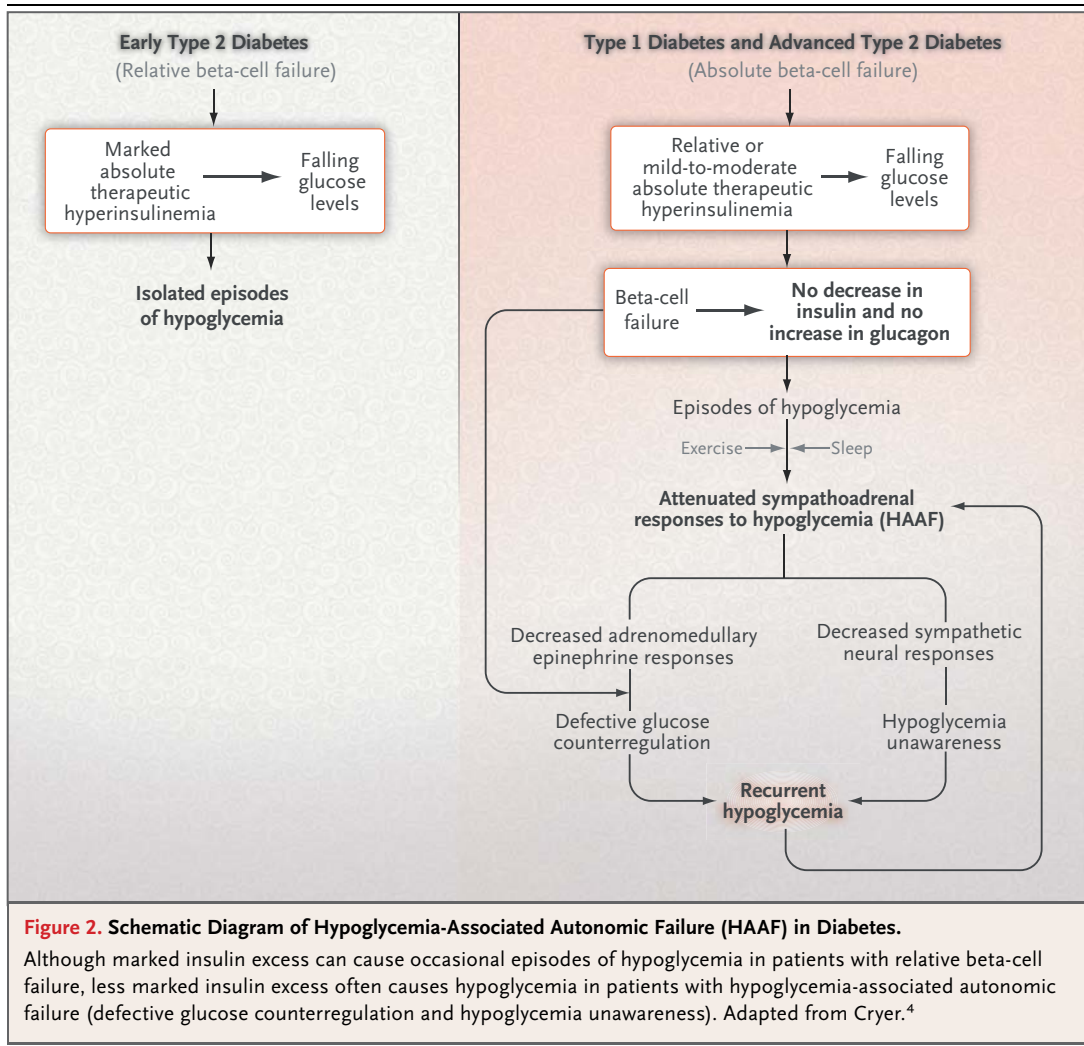 Early Type 2 Diabetes
(Relative beta-cell failure)
Marked
absolute
therapeutic
hyperinsulinemia
Falling
glucose
levels
Isolated episodes
of hypoglycemia
Type 1 Diabetes and Advanced Type 2 Diabetes
(Absolute beta-cell failure)
Relative or
mild-to-moderate
absolute therapeutic
hyperinsulinemia
Falling
glucose
levels
Beta-cell
failure
No decrease in
insulin and no
increase in glucagon
Episodes of hypoglycemia
Exercise
Sleep
Attenuated sympathoadrenal
responses to hypoglycemia (HAAF)
Decreased adrenomedullary
epinephrine responses
Decreased sympathetic
neural responses
Defective glucose
counterregulation
Hypoglycemia
unawareness
Recurrent
hypoglycemia
Figure 2. Schematic Diagram of Hypoglycemia-Associated Autonomic Failure (HAAF) in Diabetes.
Although marked insulin excess can cause occasional episodes of hypoglycemia in patients with relative beta-cell
failure, less marked insulin excess often causes hypoglycemia in patients with hypoglycemia-associated autonomic
failure (defective glucose counterregulation and hypoglycemia unawareness). Adapted from Cryer.⁴